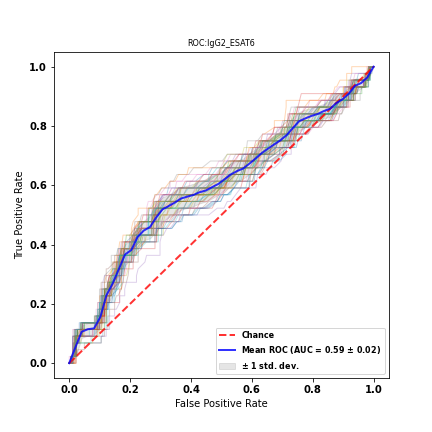 ROC:IgG2_ESAT6
1.0
0.8
0.6
0.4
0.2
0.0
True Positive Rate
0.0 0.2 0.4 0.6 0.8 1.0
False Positive Rate
Chance
Mean ROC (AUC = 0.59 ± 0.02)
± 1 std. dev.